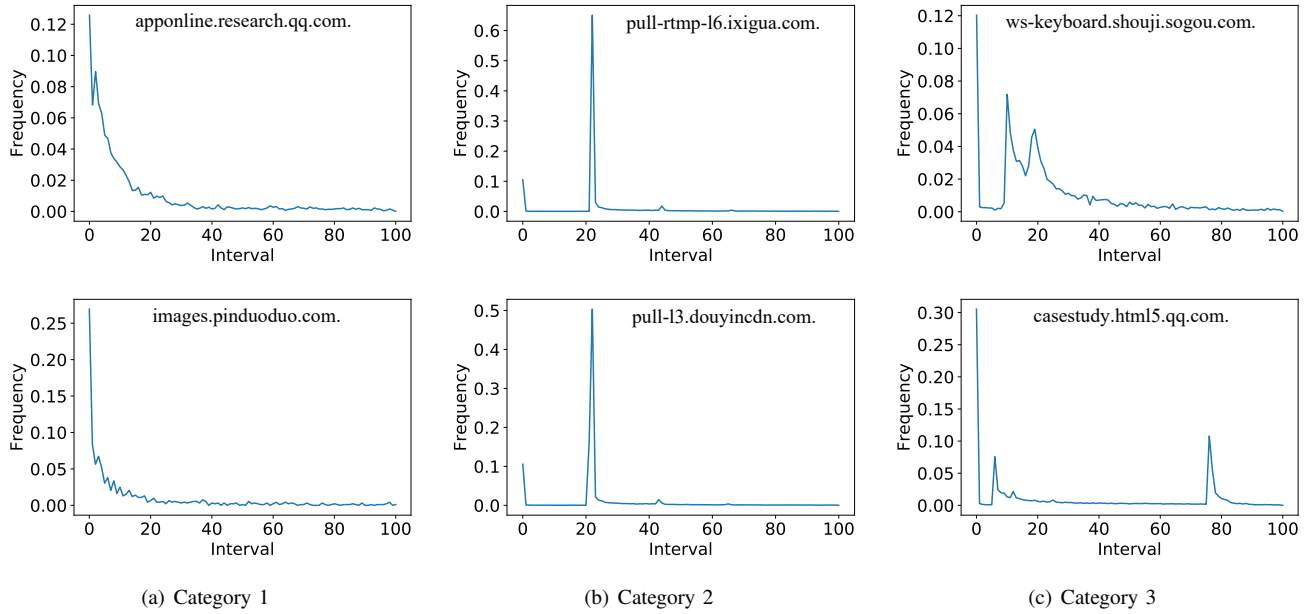 apponline.research.qq.com.
0.12
0.10
0.08
0.06
0.04
0.02
0.00
Frequency
0 20 40 60 80 100
Interval
pull-rtmp-l6.ixigua.com.
0.6
0.5
0.4
0.3
0.2
0.1
0.0
Frequency
0 20 40 60 80 100
Interval
ws-keyboard.shouji.sogou.com.
0.12
0.10
0.08
0.06
0.04
0.02
0.00
Frequency
0 20 40 60 80 100
Interval
images.pinduoduo.com.
0.25
0.20
0.15
0.10
0.05
0.00
Frequency
0 20 40 60 80 100
Interval
pull-l3.douyincdn.com.
0.5
0.4
0.3
0.2
0.1
0.0
Frequency
0 20 40 60 80 100
Interval
casestudy.html5.qq.com.
0.30
0.25
0.20
0.15
0.10
0.05
0.00
Frequency
0 20 40 60 80 100
Interval
(a) Category 1
(b) Category 2
(c) Category 3